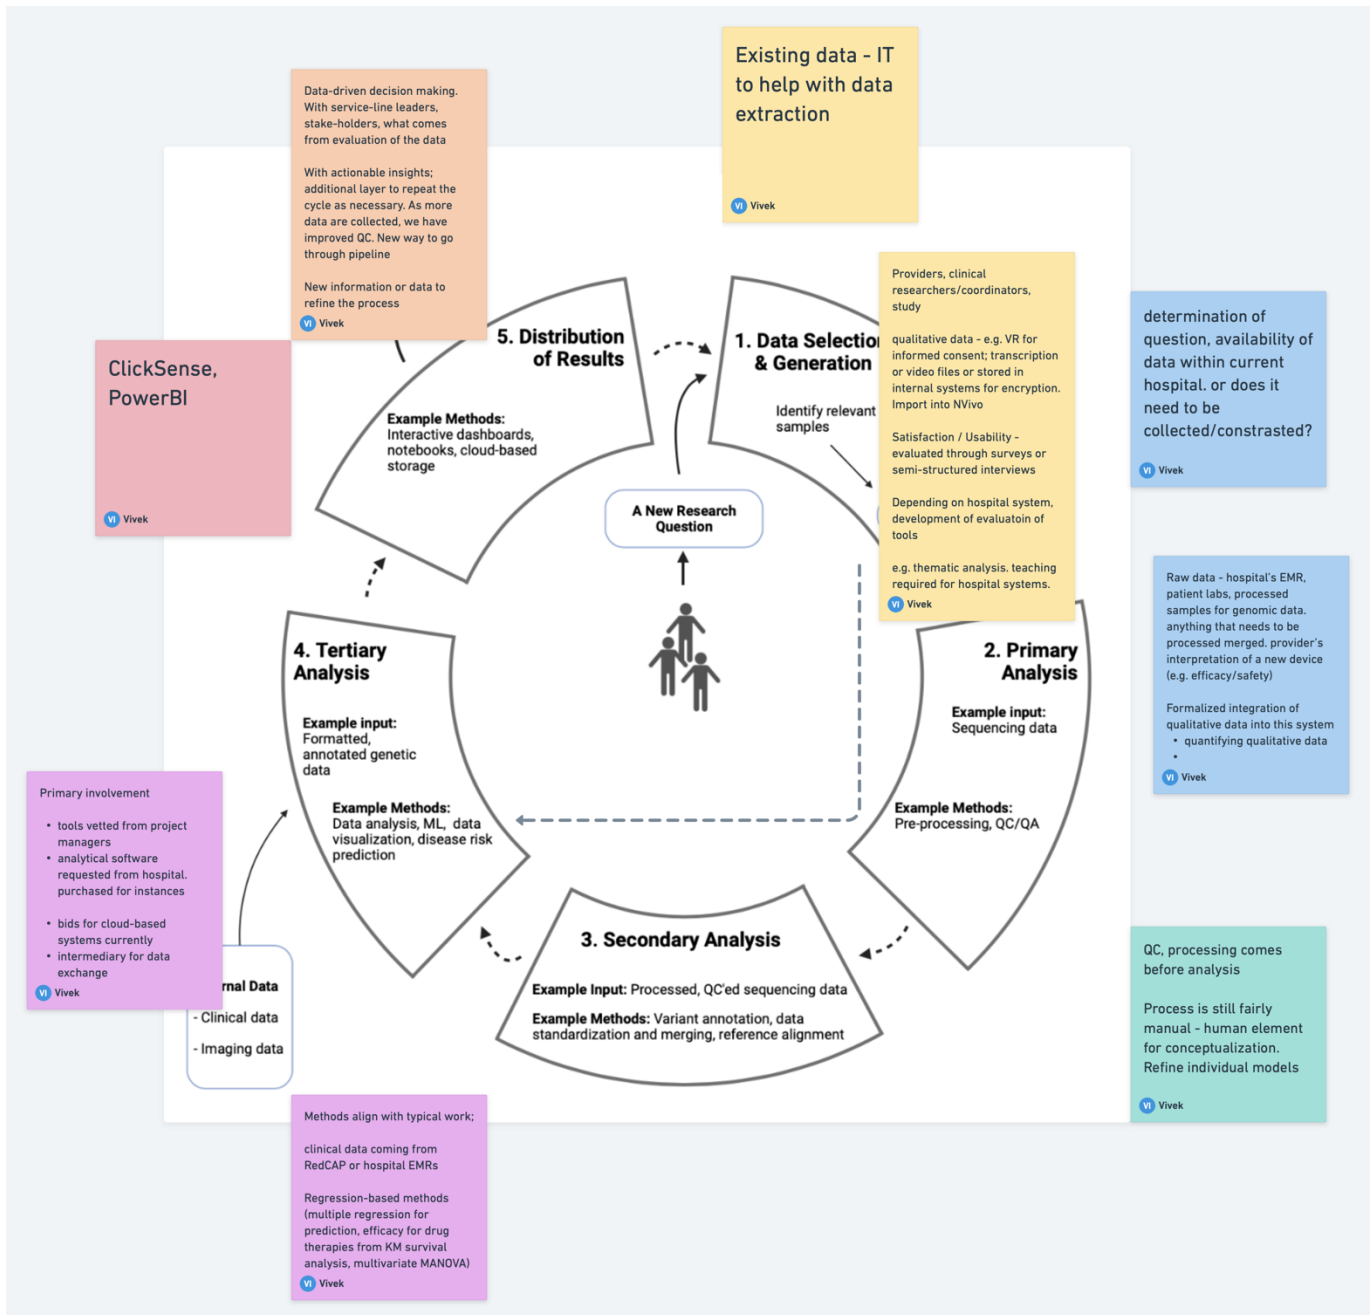 Existing data - IT
to help with data
extraction
VI Vivek
Data-driven decision making.
With service-line leaders,
stake-holders, what comes
from evaluation of the data
With actionable insights;
additional layer to repeat the
cycle as necessary. As more
data are collected, we have
improved QC. New way to go
through pipeline
New information or data to
refine the process
VI Vivek
ClickSense,
PowerBI
VI Vivek
5. Distribution
of Results
Example Methods:
Interactive dashboards,
notebooks, cloud-based
storage
1. Data Selection
& Generation
Identify relevant
samples
Providers, clinical
researchers/coordinators,
study
qualitative data - e.g. VR for
informed consent; transcription
or video files or stored in
internal systems for encryption.
Import into NVivo
Satisfaction / Usability -
evaluated through surveys or
semi-structured interviews
Depending on hospital system,
development of evaluatoin of
tools
e.g. thematic analysis. teaching
required for hospital systems.
VI Vivek
determination of
question, availability of
data within current
hospital. or does it
need to be
collected/constrasted?
VI Vivek
A New Research
Question
Raw data - hospital's EMR,
patient labs, processed
samples for genomic data.
anything that needs to be
processed merged. provider's
interpretation of a new device
(e.g. efficacy/safety)
Formalized integration of
qualitative data into this system
• quantifying qualitative data
•
VI Vivek
4. Tertiary
Analysis
Example input:
Formatted,
annotated genetic
data
Example Methods:
Data analysis, ML, data
visualization, disease risk
prediction
2. Primary
Analysis
Example input:
Sequencing data
Example Methods:
Pre-processing, QC/QA
Primary involvement
• tools vetted from project
managers
• analytical software
requested from hospital.
purchased for instances
• bids for cloud-based
systems currently
• intermediary for data
exchange
VI Vivek
rnal Data
- Clinical data
- Imaging data
3. Secondary Analysis
Example Input: Processed, QC'ed sequencing data
Example Methods: Variant annotation, data
standardization and merging, reference alignment
QC, processing comes
before analysis
Process is still fairly
manual - human element
for conceptualization.
Refine individual models
VI Vivek
Methods align with typical work;
clinical data coming from
RedCAP or hospital EMRs
Regression-based methods
(multiple regression for
prediction, efficacy for drug
therapies from KM survival
analysis, multivariate MANOVA)
VI Vivek